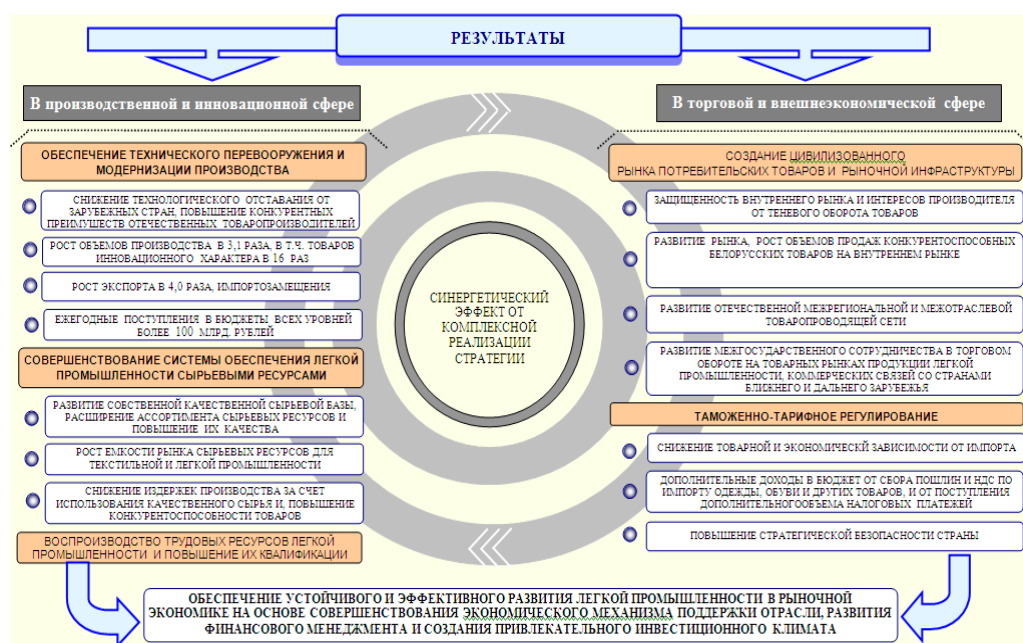 РЕЗУЛЬТАТЫ
В производственной и инновационной сфере
ОБЕСПЕЧЕНИЕ ТЕХНИЧЕСКОГО ПЕРЕВООРУЖЕНИЯ И
МОДЕРНИЗАЦИИ ПРОИЗВОДСТВА
СНИЖЕНИЕ ТЕХНОЛОГИЧЕСКОГО ОТСТАВАНИЯ ОТ
ЗАРУБЕЖНЫХ СТРАН, ПОВЫШЕНИЕ КОНКУРЕНТНЫХ
ПРЕИМУЩЕСТВ ОТЕЧЕСТВЕННЫХ ТОВАРОПРОИЗВОДИТЕЛЕЙ
РОСТ ОБЪЕМОВ ПРОИЗВОДСТВА В 3,1 РАЗА, В Т.Ч. ТОВАРОВ
ИННОВАЦИОННОГО ХАРАКТЕРА В 16 РАЗ
РОСТ ЭКСПОРТА В 4,0 РАЗА, ИМПОРТОЗАМЕЩЕНИЯ
ЕЖЕГОДНЫЕ ПОСТУПЛЕНИЯ В БЮДЖЕТЫ ВСЕХ УРОВНЕЙ
БОЛЕЕ 100 МЛРД. РУБЛЕЙ
СОВЕРШЕНСТВОВАНИЕ СИСТЕМЫ ОБЕСПЕЧЕНИЯ ЛЕГКОЙ
ПРОМЫШЛЕННОСТИ СЫРЬЕВЫМИ РЕСУРСАМИ
РАЗВИТИЕ СОБСТВЕННОЙ КАЧЕСТВЕННОЙ СЫРЬЕВОЙ БАЗЫ,
РАСШИРЕНИЕ АССОРТИМЕНТА СЫРЬЕВЫХ РЕСУРСОВ И
ПОВЫШЕНИЕ ИХ КАЧЕСТВА
РОСТ ЕМКОСТИ РЫНКА СЫРЬЕВЫХ РЕСУРСОВ ДЛЯ
ТЕКСТИЛЬНОЙ И ЛЕГКОЙ ПРОМЫШЛЕННОСТИ
СНИЖЕНИЕ ИЗДЕРЖЕК ПРОИЗВОДСТВА ЗА СЧЕТ
ИСПОЛЬЗОВАНИЯ КАЧЕСТВЕННОГО СЫРЬЯ И, ПОВЫШЕНИЕ
КОНКУРЕНТОСПОСОБНОСТИ ТОВАРОВ
ВОСПРОИЗВОДСТВО ТРУДОВЫХ РЕСУРСОВ ЛЕГКОЙ
ПРОМЫШЛЕННОСТИ И ПОВЫШЕНИЕ ИХ КВАЛИФИКАЦИИ
СИНЕРГЕТИЧЕСКИЙ
ЭФФЕКТ ОТ
КОМПЛЕКСНОЙ
РЕАЛИЗАЦИИ
СТРАТЕГИИ
В торговой и внешнеэкономической сфере
СОЗДАНИЕ ЦИВИЛИЗОВАННОГО
РЫНКА ПОТРЕБИТЕЛЬСКИХ ТОВАРОВ И РЫНОЧНОЙ ИНФРАСТРУКТУРЫ
ЗАЩИЩЕННОСТЬ ВНУТРЕННЕГО РЫНКА И ИНТЕРЕСОВ ПРОИЗВОДИТЕЛЯ
ОТ ТЕНЕВОГО ОБОРОТА ТОВАРОВ
РАЗВИТИЕ РЫНКА, РОСТ ОБЪЕМОВ ПРОДАЖ КОНКУРЕНТОСПОСОБНЫХ
БЕЛОРУССКИХ ТОВАРОВ НА ВНУТРЕННЕМ РЫНКЕ
РАЗВИТИЕ ОТЕЧЕСТВЕННОЙ МЕЖРЕГИОНАЛЬНОЙ И МЕЖОТРАСЛЕВОЙ
ТОВАРОПРОВОДЯЩЕЙ СЕТИ
РАЗВИТИЕ МЕЖГОСУДАРСТВЕННОГО СОТРУДНИЧЕСТВА В ТОРГОВОМ
ОБОРОТЕ НА ТОВАРНЫХ РЫНКАХ ПРОДУКЦИИ ЛЕГКОЙ
ПРОМЫШЛЕННОСТИ, КОММЕРЧЕСКИХ СВЯЗЕЙ СО СТРАНАМИ
БЛИЖНЕГО И ДАЛЬНЕГО ЗАРУБЕЖЬЯ
ТАМОЖЕННО-ТАРИФНОЕ РЕГУЛИРОВАНИЕ
СНИЖЕНИЕ ТОВАРНОЙ И ЭКОНОМИЧЕСКЙ ЗАВИСИМОСТИ ОТ ИМПОРТА
ДОПОЛНИТЕЛЬНЫЕ ДОХОДЫ В БЮДЖЕТ ОТ СБОРА ПОШЛИН И НДС ПО
ИМПОРТУ ОДЕЖДЫ, ОБУВИ И ДРУГИХ ТОВАРОВ, И ОТ ПОСТУПЛЕНИЯ
ДОПОЛНИТЕЛЬНОГООБЪЕМА НАЛОГОВЫХ ПЛАТЕЖЕЙ
ПОВЫШЕНИЕ СТРАТЕГИЧЕСКОЙ БЕЗОПАСНОСТИ СТРАНЫ
ОБЕСПЕЧЕНИЕ УСТОЙЧИВОГО И ЭФФЕКТИВНОГО РАЗВИТИЯ ЛЕГКОЙ ПРОМЫШЛЕННОСТИ В РЫНОЧНОЙ
ЭКОНОМИКЕ НА ОСНОВЕ СОВЕРШЕНСТВОВАНИЯ ЭКОНОМИЧЕСКОГО МЕХАНИЗМА ПОДДЕРЖКИ ОТРАСЛИ, РАЗВИТИЯ
ФИНАНСОВОГО МЕНЕДЖМЕНТА И СОЗДАНИЯ ПРИВЛЕКАТЕЛЬНОГО ИНВЕСТИЦИОННОГО КЛИМАТА